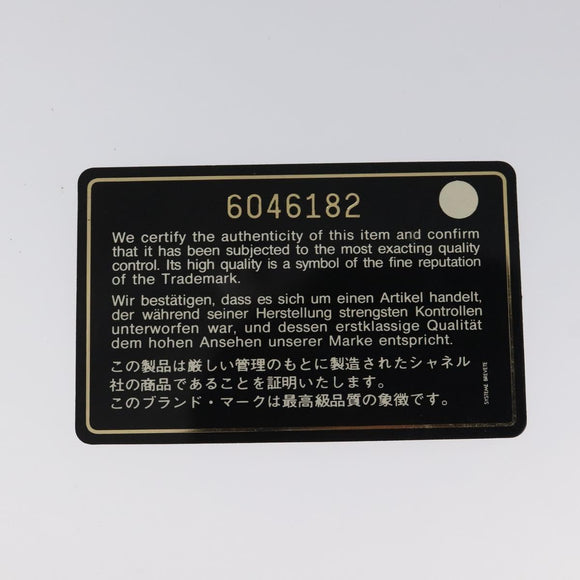 6046182
We certify the authenticity of this item and confirm
that it has been subjected to the most exacting quality
control. Its high quality is a symbol of the fine reputation
of the Trademark.
Wir bestätigen, dass es sich um einen Artikel handelt,
der während seiner Herstellung strengsten Kontrollen
unterworfen war, und dessen erstklassige Qualität
dem hohen Ansehen unserer Marke entspricht.
この製品は厳しい管理のもとに製造されたシャネル
社の商品であることを証明いたします。
このブランド・マークは最高級品質の象徴です。
SYSTEME BREVETE